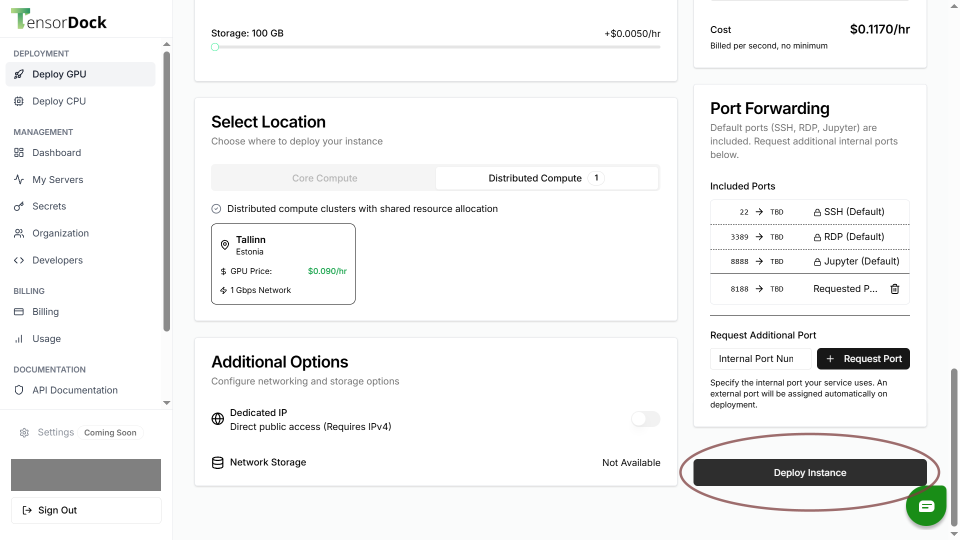 TensorDock
DEPLOYMENT
Deploy GPU
Deploy CPU
MANAGEMENT
Dashboard
My Servers
Secrets
Organization
Developers
BILLING
Billing
Usage
DOCUMENTATION
API Documentation
Settings Coming Soon
Sign Out
Storage: 100 GB +$0.0050/hr
Select Location
Choose where to deploy your instance
Core Compute Distributed Compute 1
Distributed compute clusters with shared resource allocation
Tallinn
Estonia
GPU Price: $0.090/hr
1 Gbps Network
Additional Options
Configure networking and storage options
Dedicated IP
Direct public access (Requires IPv4)
Network Storage Not Available
Cost $0.1170/hr
Billed per second, no minimum
Port Forwarding
Default ports (SSH, RDP, Jupyter) are
included. Request additional internal ports
below.
Included Ports
22 → TBD SSH (Default)
3389 → TBD RDP (Default)
8888 → TBD Jupyter (Default)
8188 → TBD Requested P...
Request Additional Port
Internal Port Nun + Request Port
Specify the internal port your service uses. An
external port will be assigned automatically on
deployment.
Deploy Instance